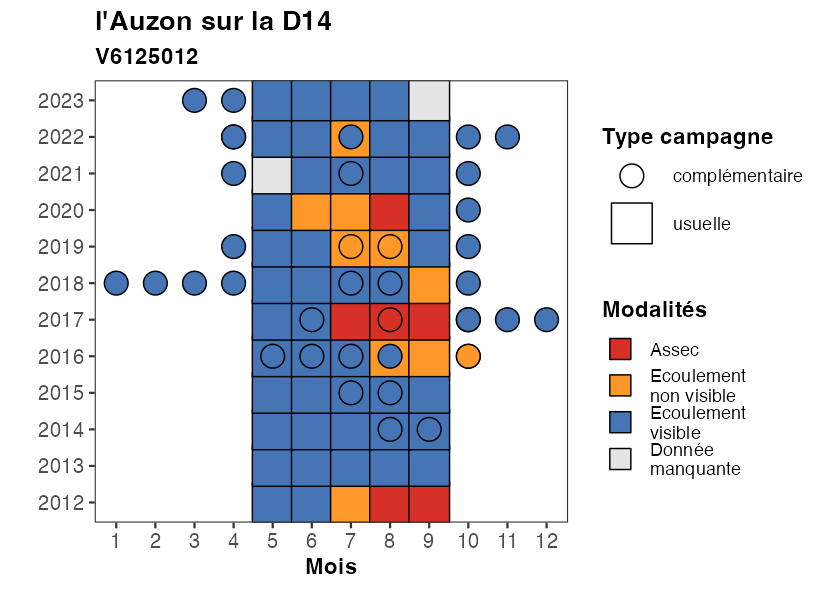 l'Auzon sur la D14
V6125012
2023
2022
2021
2020
2019
2018
2017
2016
2015
2014
2013
2012
1 2 3 4 5 6 7 8 9 10 11 12
Mois
Type campagne
complémentaire
usuelle
Modalités
Assec
Ecoulement
non visible
Ecoulement
visible
Donnée
manquante